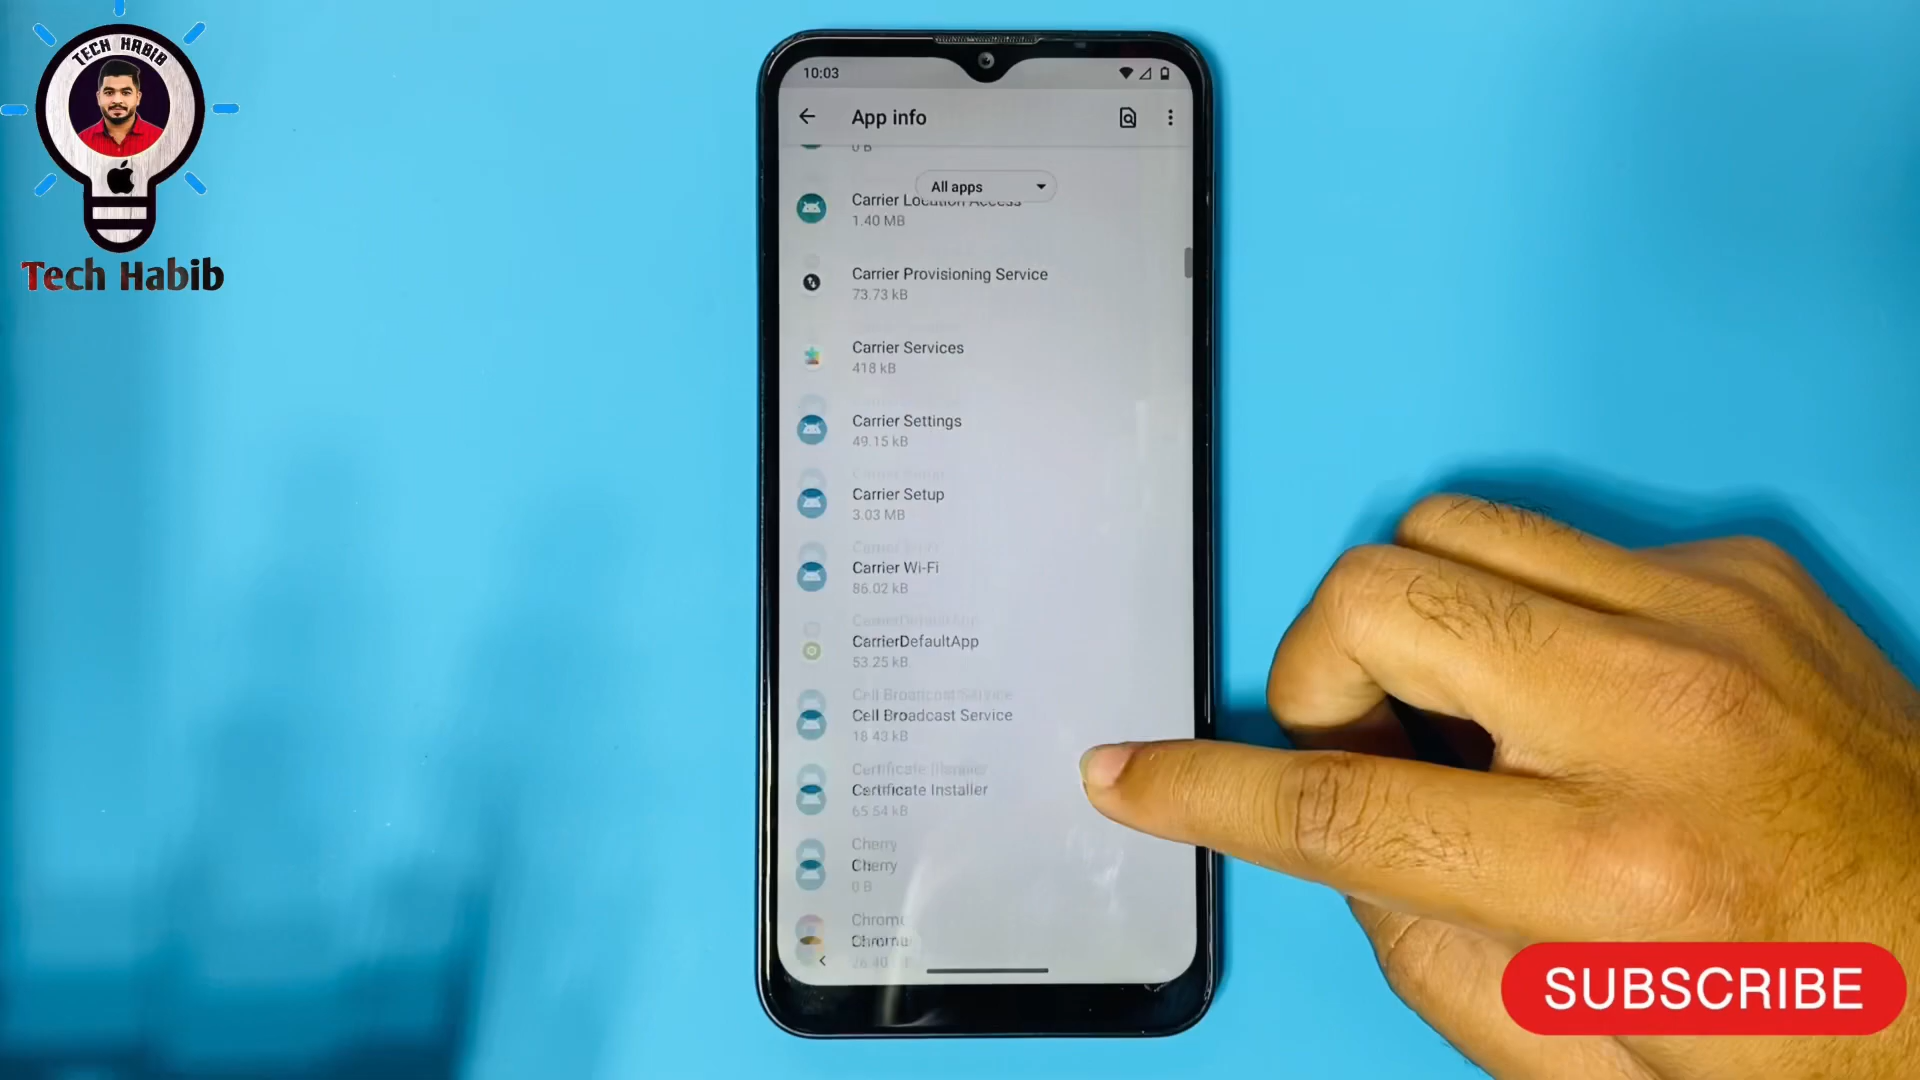 TECH HABIB
Tech Habib
10:03
App info
0 B
All apps
Carrier Location Access
1.40 MB
Carrier Provisioning Service
73.73 kB
Carrier Services
418 kB
Carrier Settings
49.15 kB
Carrier Setup
3.03 MB
Carrier Wi-Fi
86.02 kB
CarrierDefaultApp
53.25 kB
Cell Broadcast Service
18.43 kB
Certificate Installer
65.54 kB
Cherry
0 B
Chrome
SUBSCRIBE